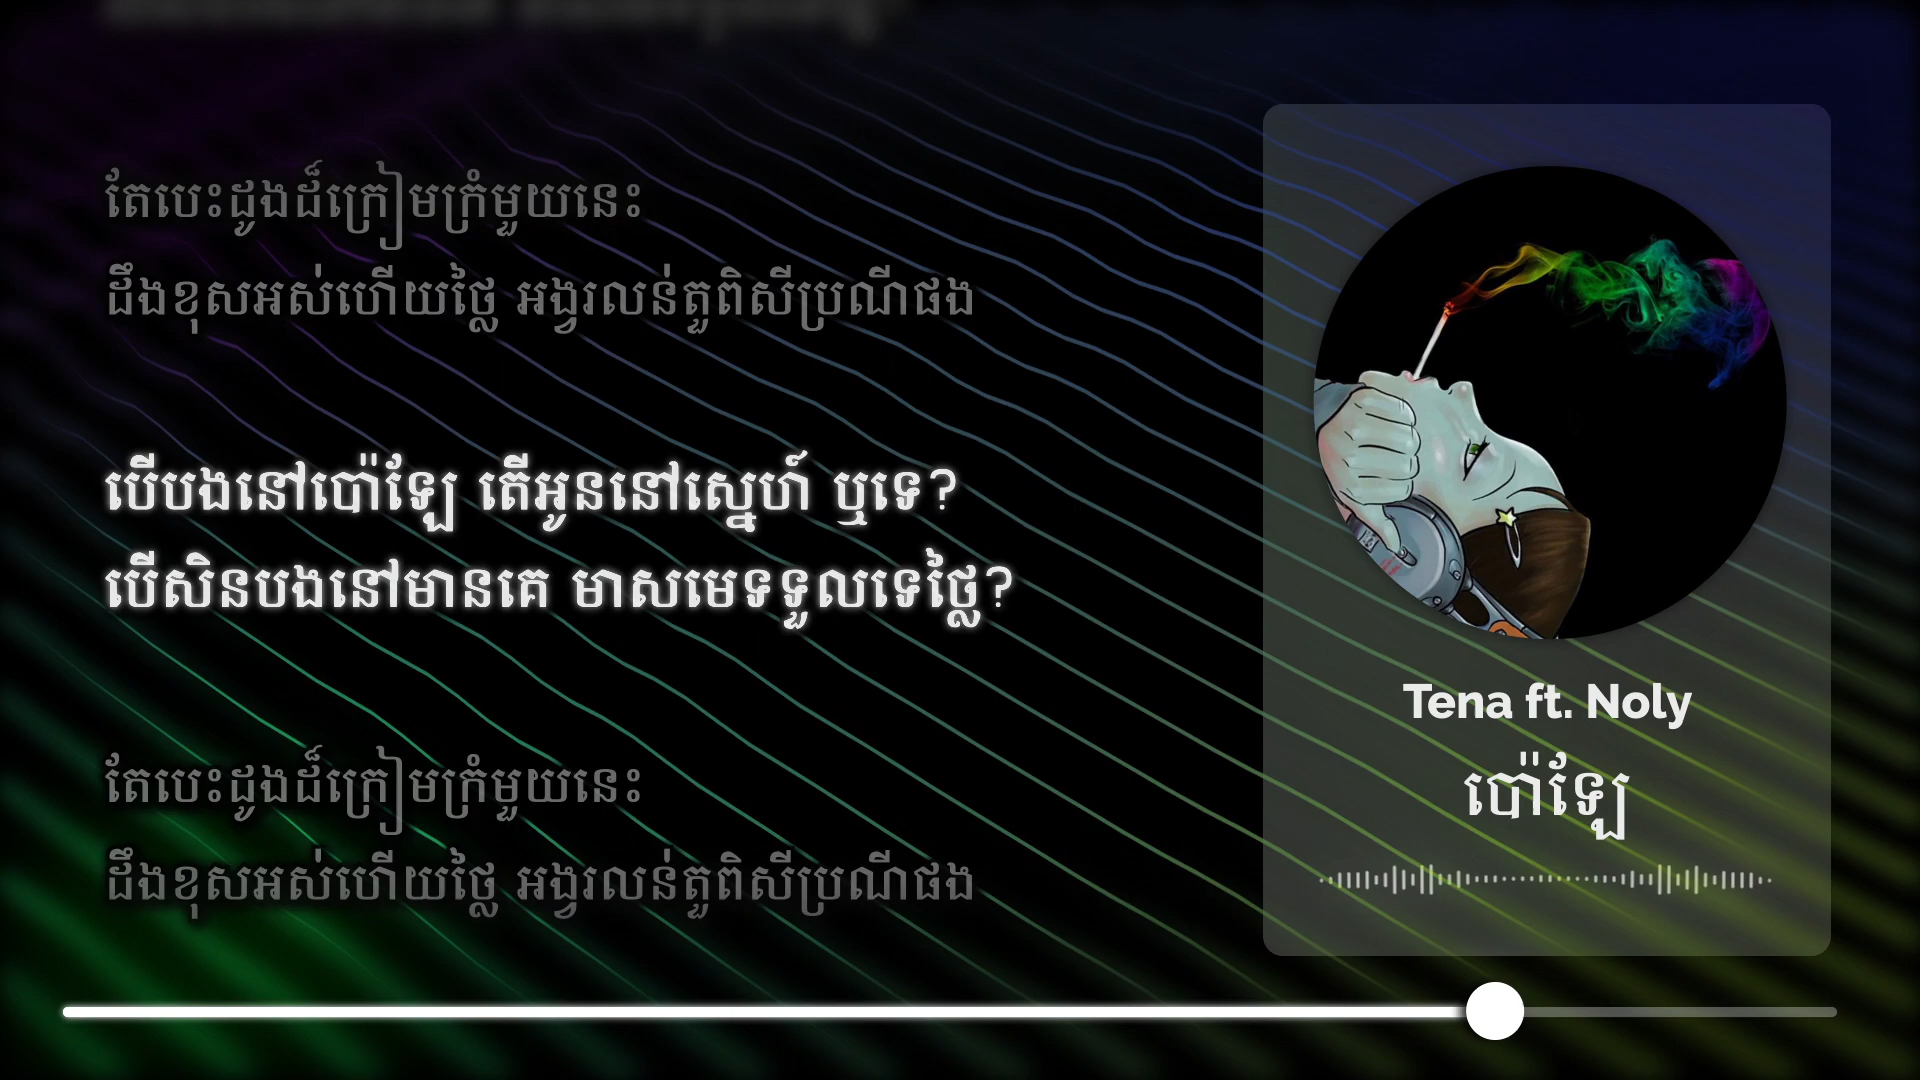 តែបេះដូងដ៏ក្រៀមក្រំមួយនេះ
ដឹងខុសអស់ហើយថ្លៃ អង្វរលន់តួពិសីប្រណីផង
បើបងនៅប៉ោឡែ តើអូននៅស្នេហ៍ ឬទេ?
បើសិនបងនៅមានគេ មាសមេទទួលទេថ្លៃ?
តែបេះដូងដ៏ក្រៀមក្រំមួយនេះ
ដឹងខុសអស់ហើយថ្លៃ អង្វរលន់តួពិសីប្រណីផង
Tena ft. Noly
ប៉ោឡែ